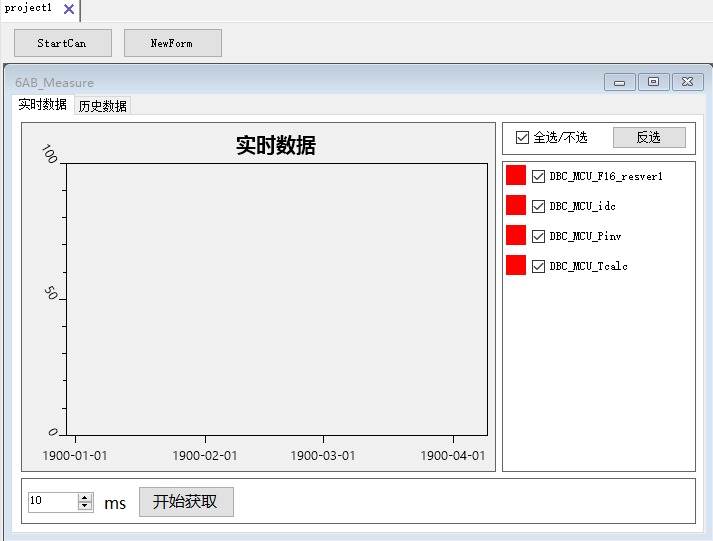 project1
StartCan NewForm
6AB_Measure
实时数据 历史数据
实时数据
100
50
0
1900-01-01 1900-02-01 1900-03-01 1900-04-01
全选/不选 反选
DBC_MCU_F16_resver1
DBC_MCU_idc
DBC_MCU_Pinv
DBC_MCU_Tcalc
10 ms 开始获取